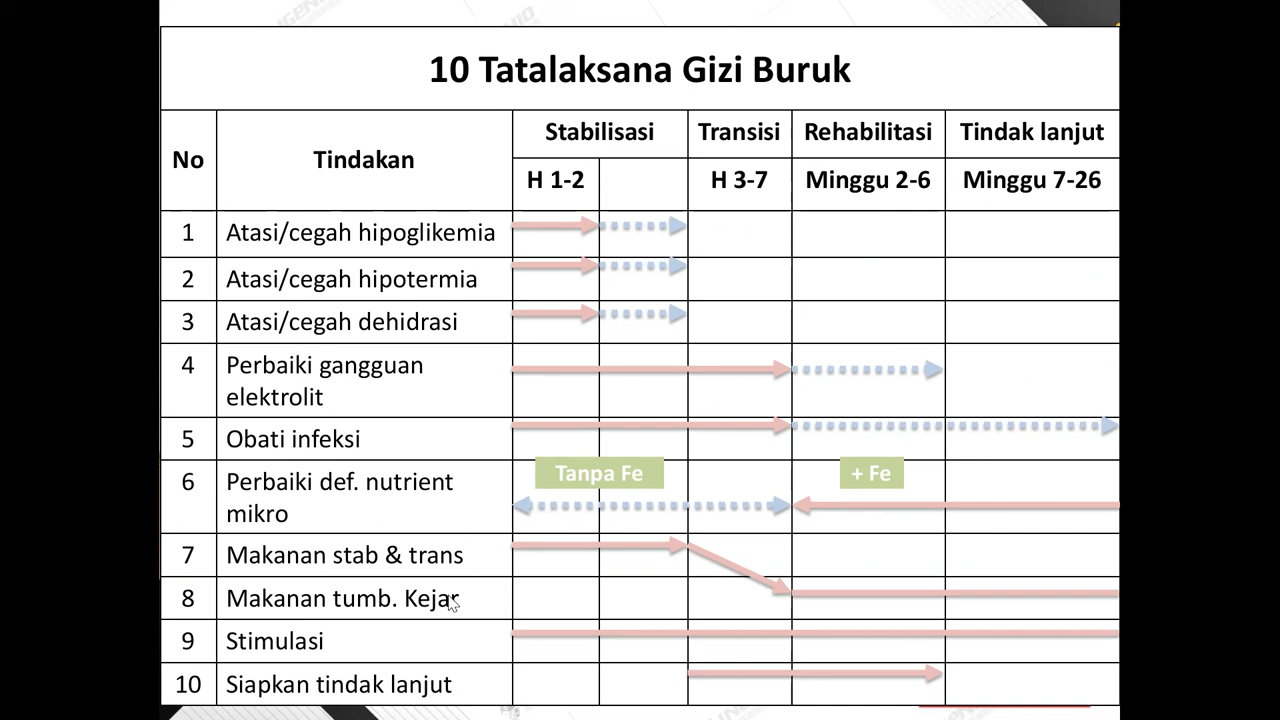 10 Tatalaksana Gizi Buruk
No
Tindakan
Stabilisasi
Transisi
Rehabilitasi
Tindak lanjut
H 1-2
H 3-7
Minggu 2-6
Minggu 7-26
1
Atasi/cegah hipoglikemia
2
Atasi/cegah hipotermia
3
Atasi/cegah dehidrasi
4
Perbaiki gangguan
elektrolit
5
Obati infeksi
6
Perbaiki def. nutrient
mikro
Tanpa Fe
+ Fe
7
Makanan stab & trans
8
Makanan tumb. Kejar
9
Stimulasi
10
Siapkan tindak lanjut